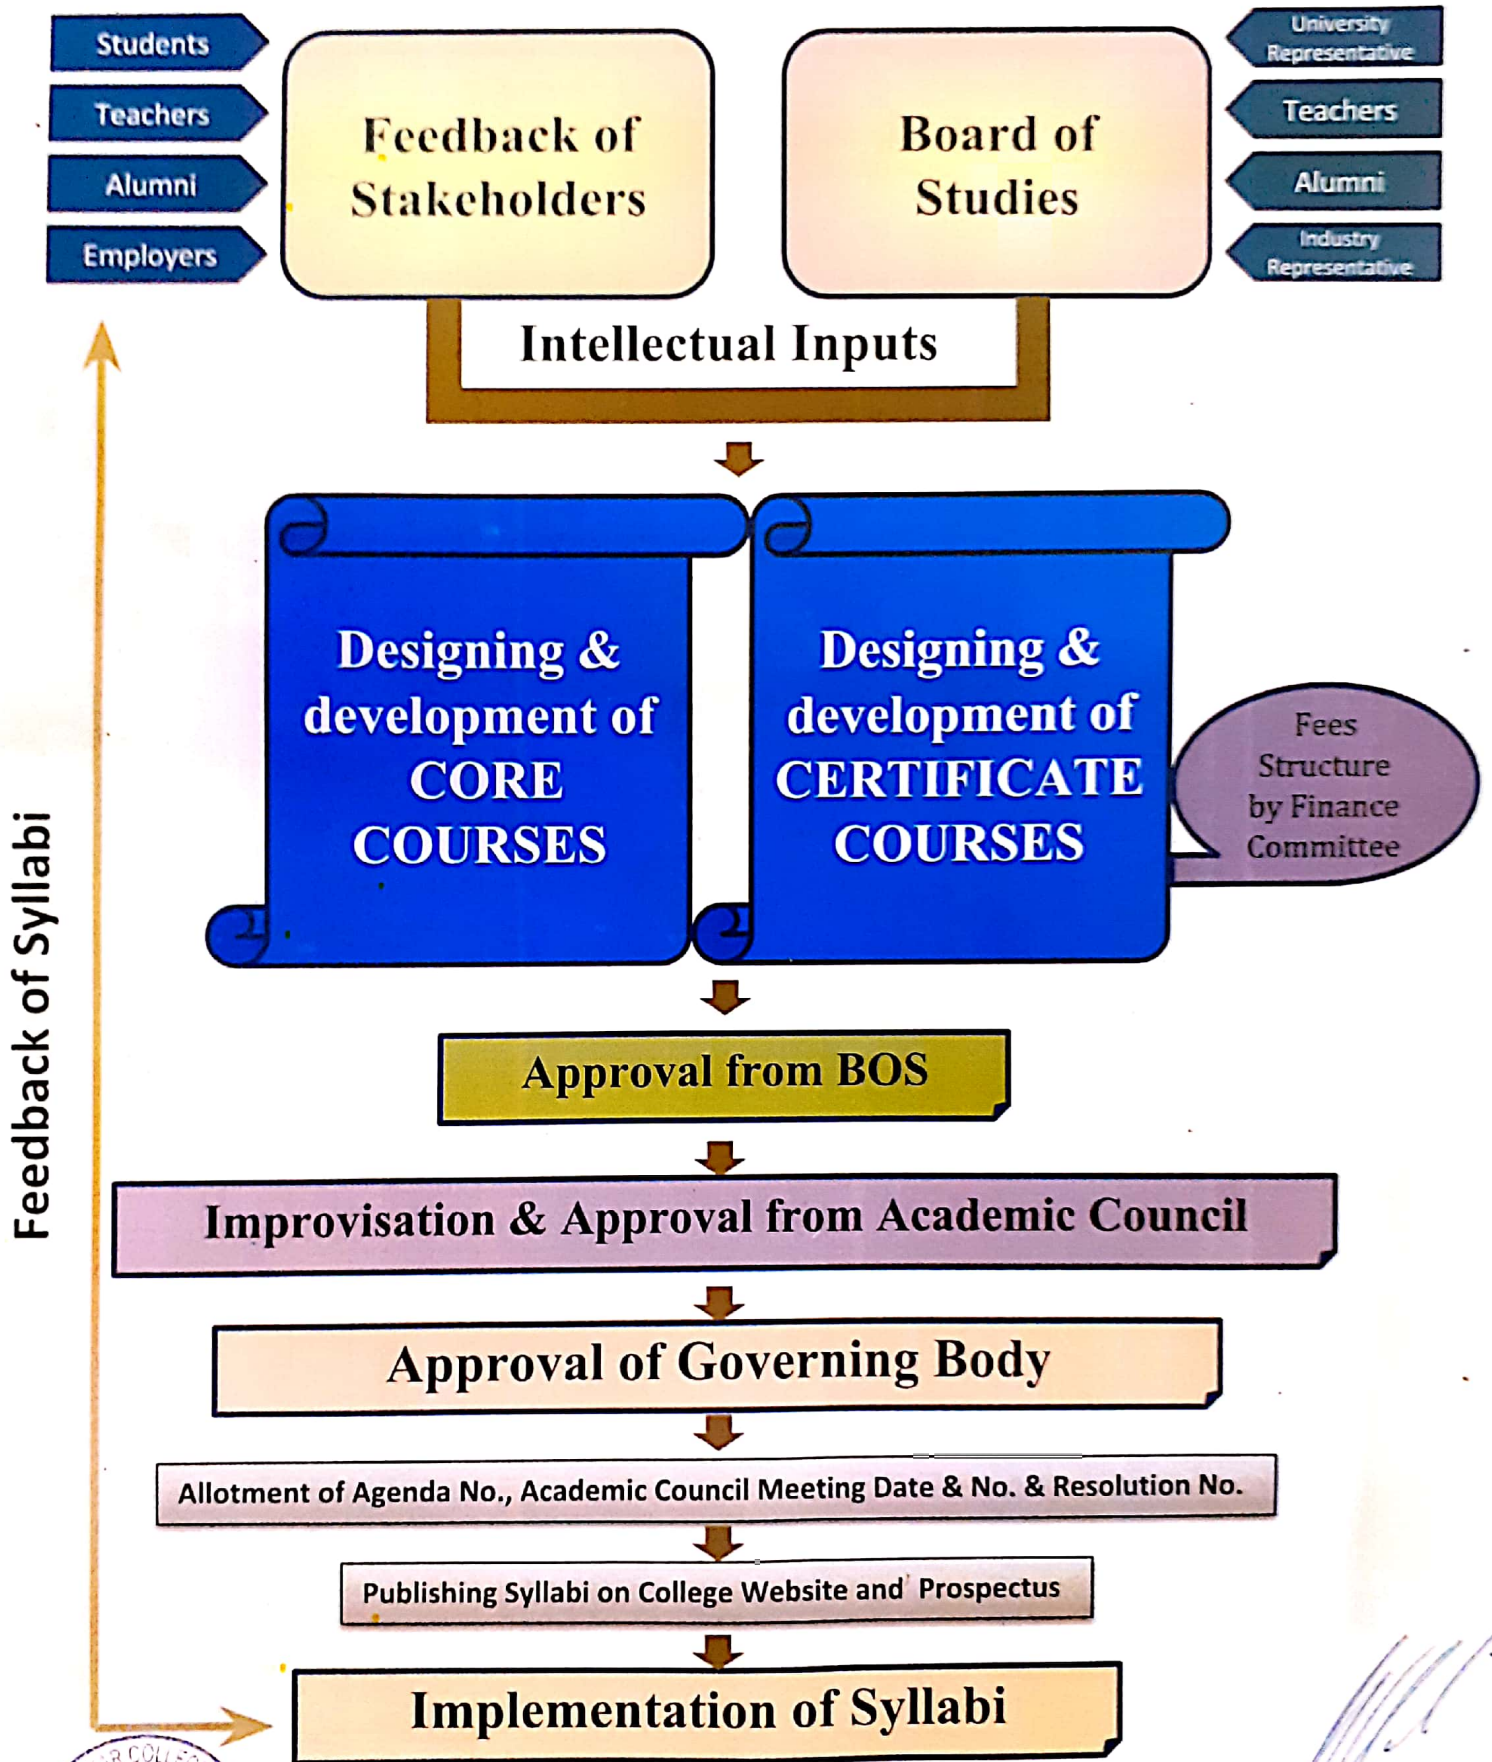 Students
Teachers
Alumni
Employers
Feedback of
Stakeholders
Board of
Studies
University
Representative
Teachers
Alumni
Industry
Representative
Intellectual Inputs
Designing &
development of
CORE
COURSES
Designing &
development of
CERTIFICATE
COURSES
Fees
Structure
by Finance
Committee
Feedback of Syllabi
Approval from BOS
Improvisation & Approval from Academic Council
Approval of Governing Body
Allotment of Agenda No., Academic Council Meeting Date & No. & Resolution No.
Publishing Syllabi on College Website and Prospectus
Implementation of Syllabi